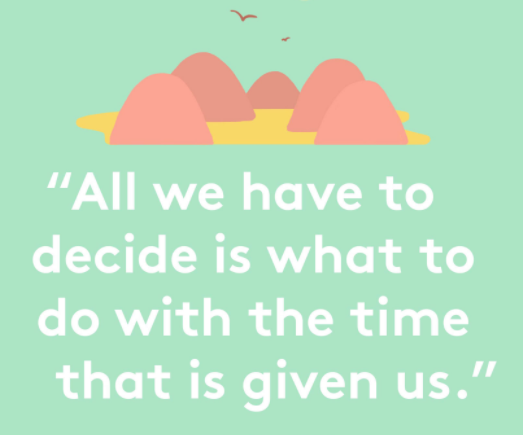 “All we have to
decide is what to
do with the time
that is given us.”